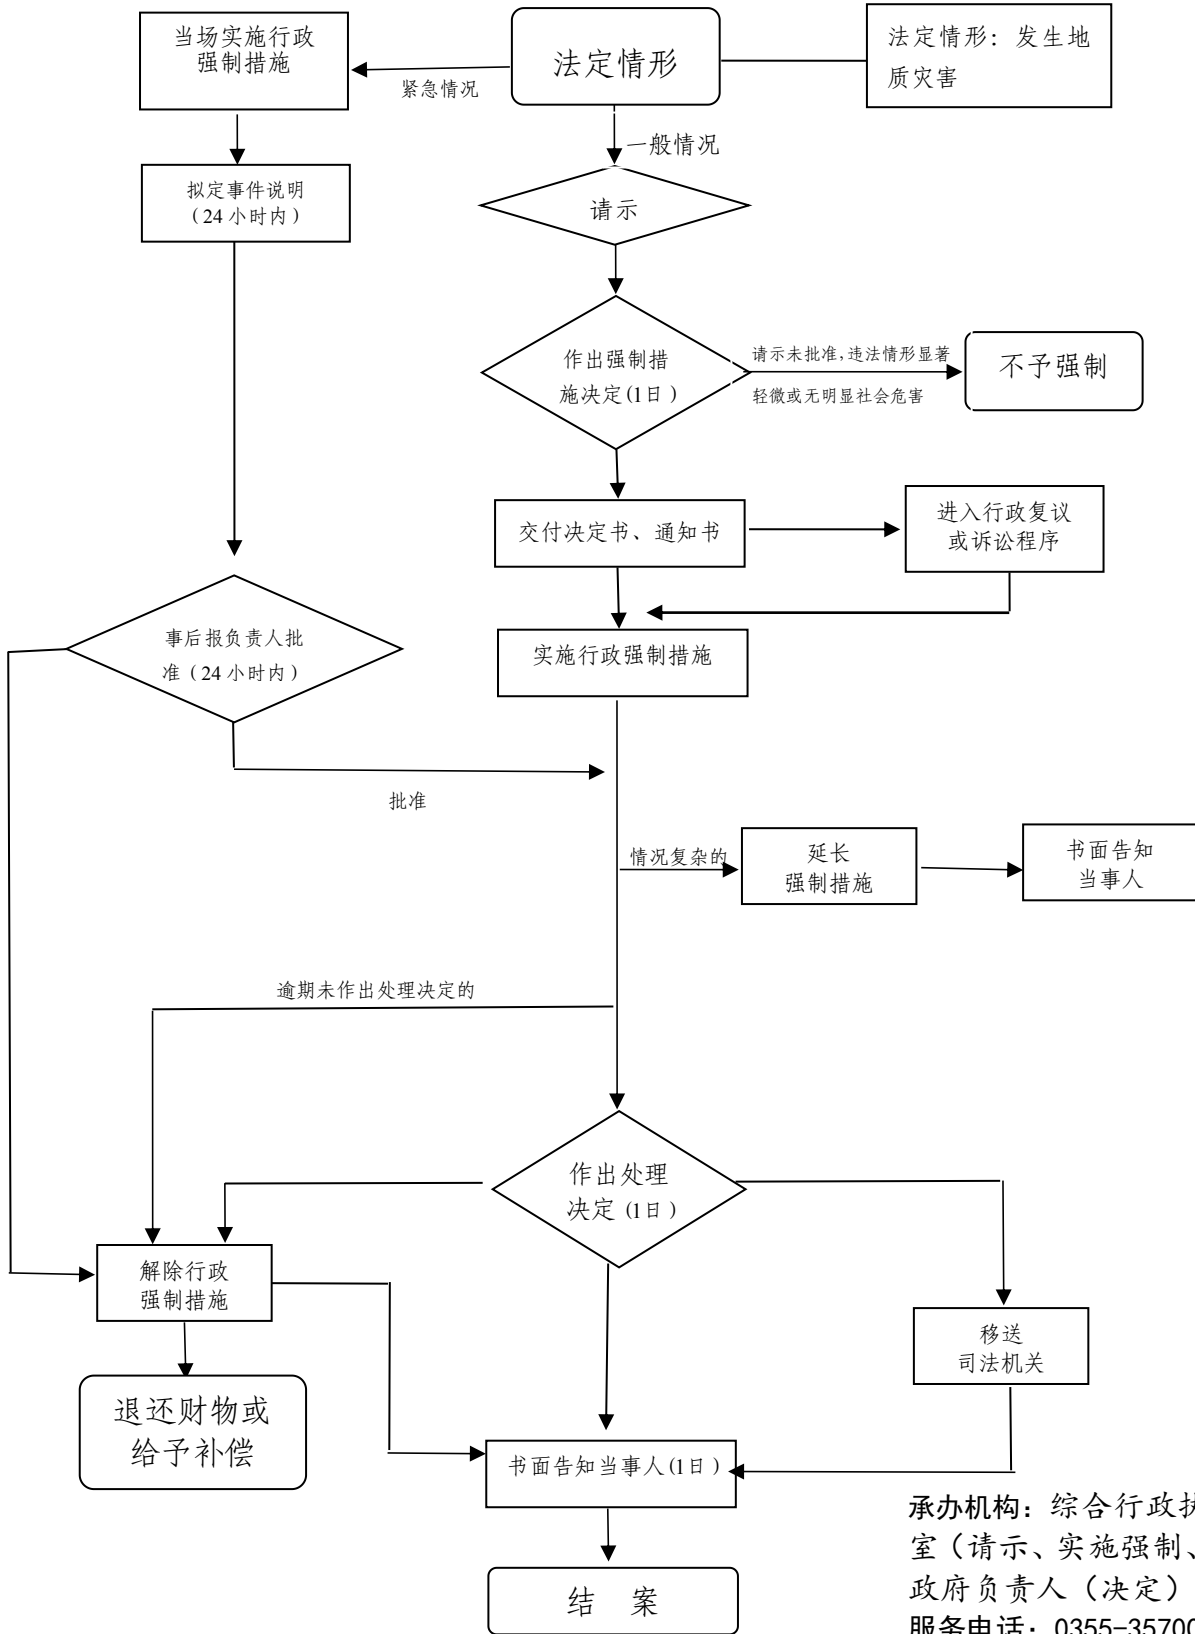 当场实施行政
强制措施
法定情形
法定情形：发生地
质灾害
紧急情况
一般情况
拟定事件说明
（24小时内）
请示
作出强制措
施决定(1日)
请示未批准,违法情形显著
轻微或无明显社会危害
不予强制
交付决定书、通知书
进入行政复议
或诉讼程序
事后报负责人批
准（24小时内）
实施行政强制措施
批准
情况复杂的
延长
强制措施
书面告知
当事人
逾期未作出处理决定的
作出处理
决定(1日)
解除行政
强制措施
移送
司法机关
退还财物或
给予补偿
书面告知当事人(1日)
承办机构：综合行政执
室（请示、实施强制、
政府负责人（决定）
服务电话：0355-35700
结 案